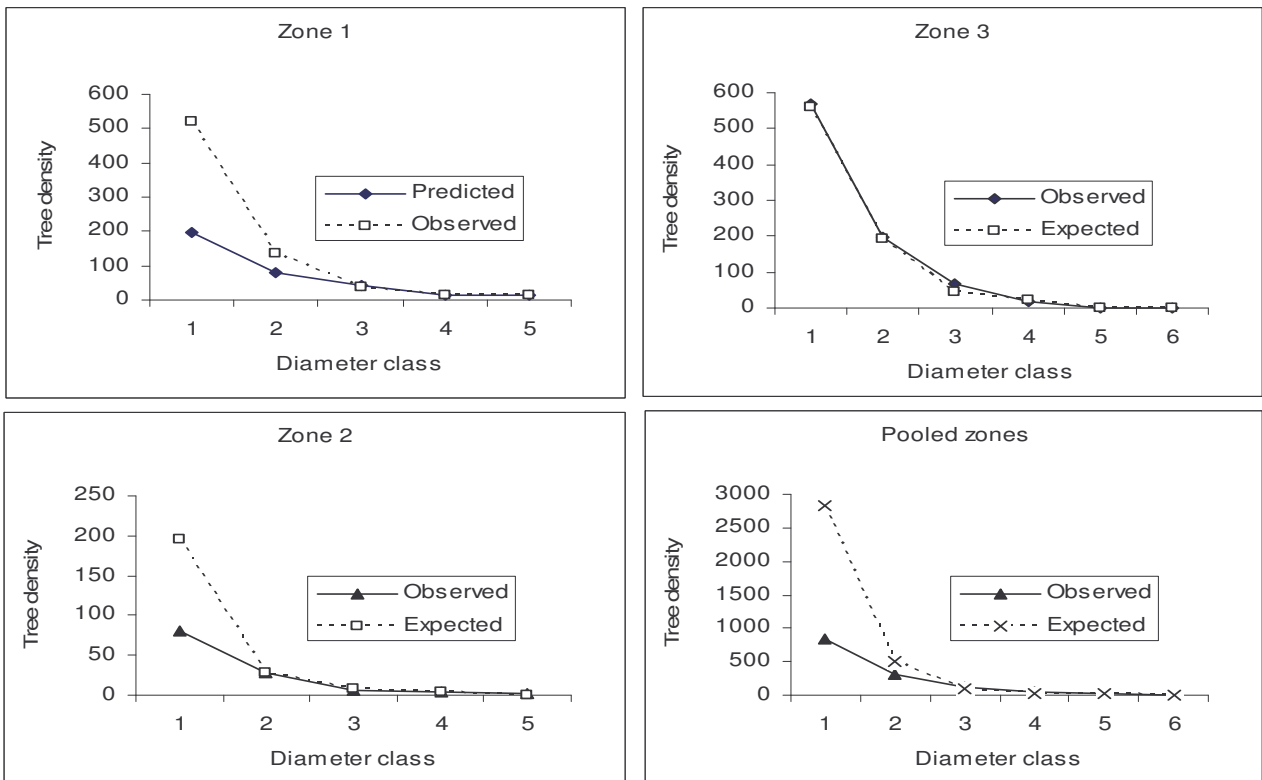 Zone 1
600
500
400
300
200
100
0
Tree density
Predicted
Observed
1 2 3 4 5
Diameter class
Zone 3
600
500
400
300
200
100
0
Tree density
Observed
Expected
1 2 3 4 5 6
Diameter class
Zone 2
250
200
150
100
50
0
Tree density
Observed
Expected
1 2 3 4 5
Diameter class
Pooled zones
3000
2500
2000
1500
1000
500
0
Tree density
Observed
Expected
1 2 3 4 5 6
Diameter class